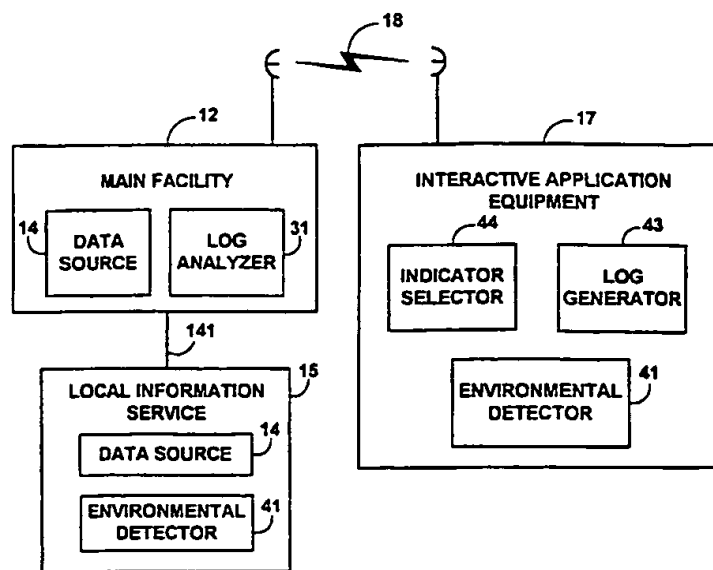 18
12
MAIN FACILITY
14
DATA
SOURCE
LOG
ANALYZER
31
141
LOCAL INFORMATION
SERVICE
15
DATA SOURCE
14
ENVIRONMENTAL
DETECTOR
41
17
INTERACTIVE APPLICATION
EQUIPMENT
44
INDICATOR
SELECTOR
43
LOG
GENERATOR
ENVIRONMENTAL
DETECTOR
41